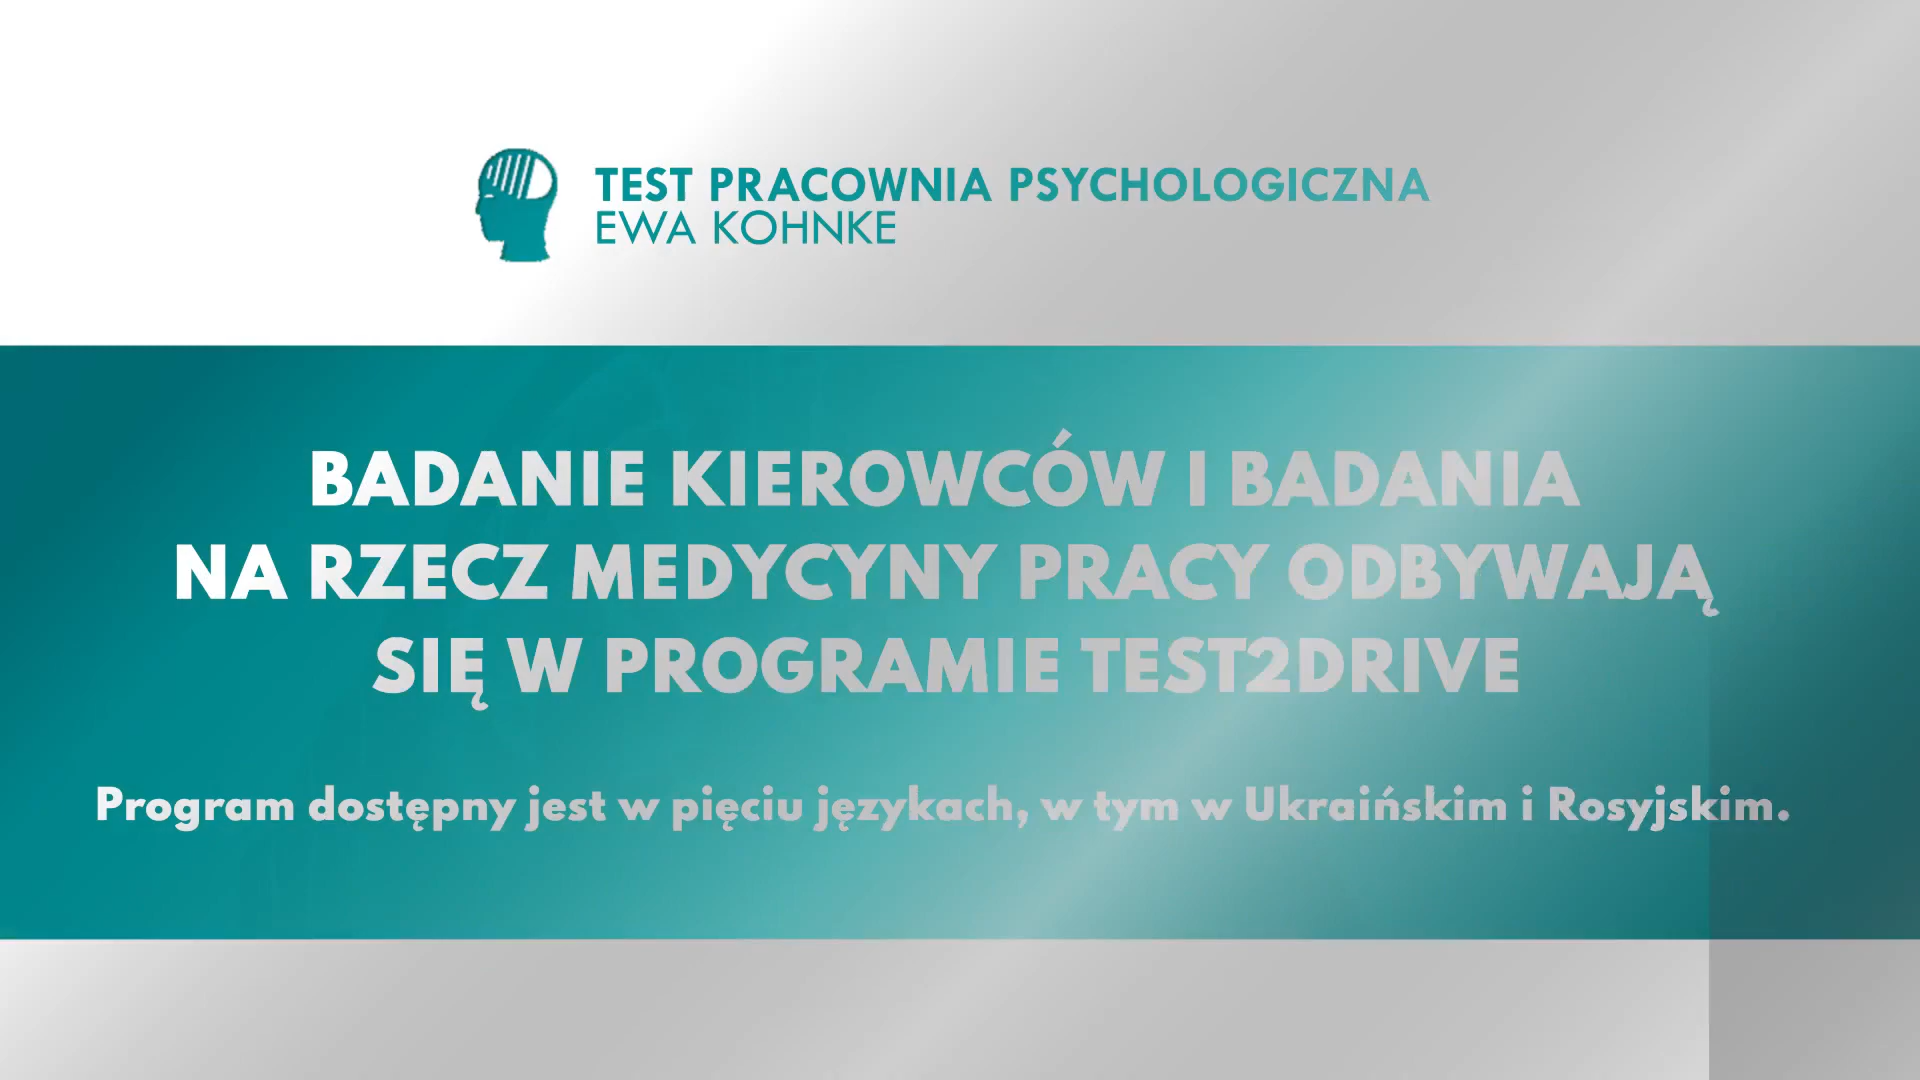 TEST PRACOWNIA PSYCHOLOGICZNA
EWA KOHNKE
BADANIE KIEROWCÓW I BADANIA
NA RZECZ MEDYCYNY PRACY ODBYWAJĄ
SIĘ W PROGRAMIE TEST2DRIVE
Program dostępny jest w pięciu językach, w tym w Ukraińskim i Rosyjskim.